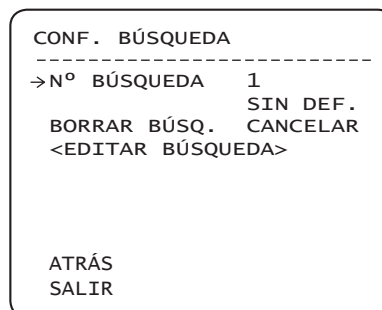 CONF. BÚSQUEDA
--------------------------
→Nº BÚSQUEDA 1
SIN DEF.
BORRAR BÚSQ. CANCELAR
<EDITAR BÚSQUEDA>
ATRÁS
SALIR